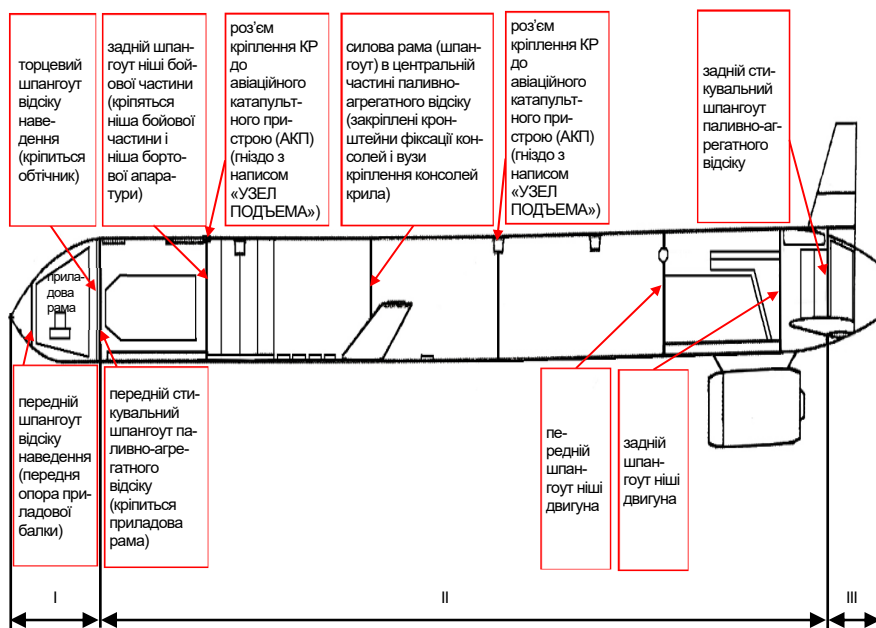 торцевий
шпангоут
відсіку
наве-
дення
(кріпиться
обтічник)
задній шпан-
гоут ніші бой-
ової частини
(кріпяться
ніша бойової
частини і
ніша бортo-
вої апара-
тури)
роз’єм
кріплення КР
до
авіаційного
катапульт-
ного при-
строю (АКП)
(гніздо з
написом
«УЗЕЛ
ПОДЪЕМА»)
силова рама (шпан-
гоут) в центральній
частині паливно-
агрегатного відсіку
(закріплені крон-
штейни фіксації кон-
солей і вузи
кріплення консолей
крила)
роз’єм
кріплення КР
до
авіаційного
катапульт-
ного при-
строю (АКП)
(гніздо з
написом
«УЗЕЛ
ПОДЪЕМА»)
задній сти-
кувальний
шпангоут
паливно-аг-
регатного
відсіку
прила-
дова
рама
передній
шпангоут
відсіку
наведення
(передня
опора при-
ладової
балки)
передній сти-
кувальний
шпангоут па-
ливно-агре-
гатного
відсіку
(кріпиться
приладова
рама)
пе-
редній
шпан-
гоут ніші
двигуна
задній
шпан-
гоут ніші
двигуна
I
II
III